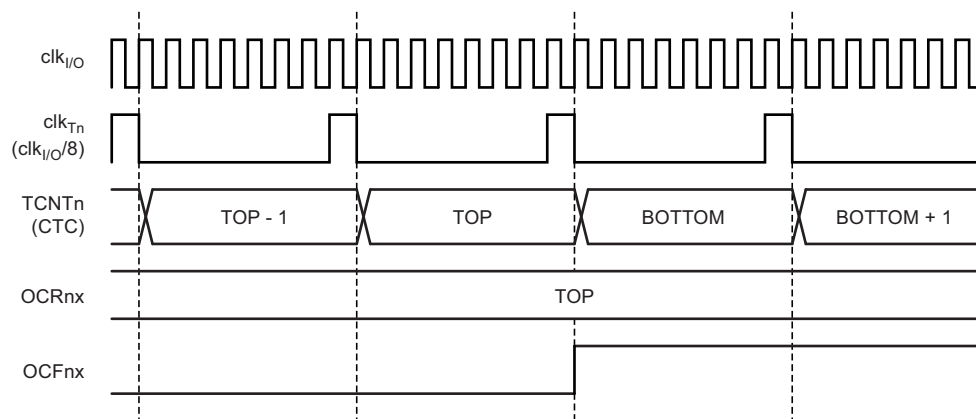 clkI/O
clkTn
(clkI/O/8)
TCNTn
(CTC)
TOP - 1
TOP
BOTTOM
BOTTOM + 1
OCRnx
TOP
OCFnx